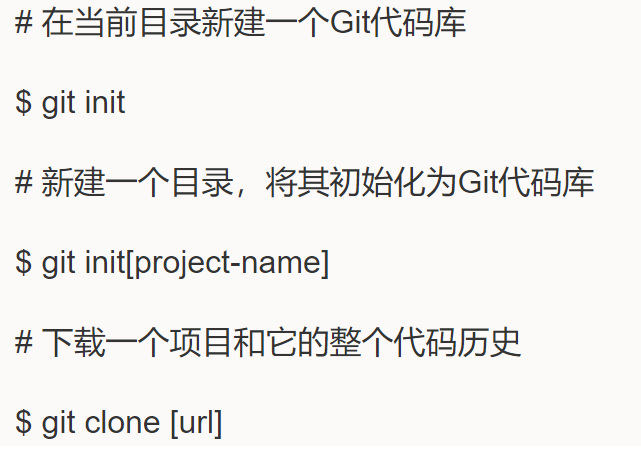 # 在当前目录新建一个Git代码库
$ git init
# 新建一个目录，将其初始化为Git代码库
$ git init[project-name]
# 下载一个项目和它的整个代码历史
$ git clone [url]